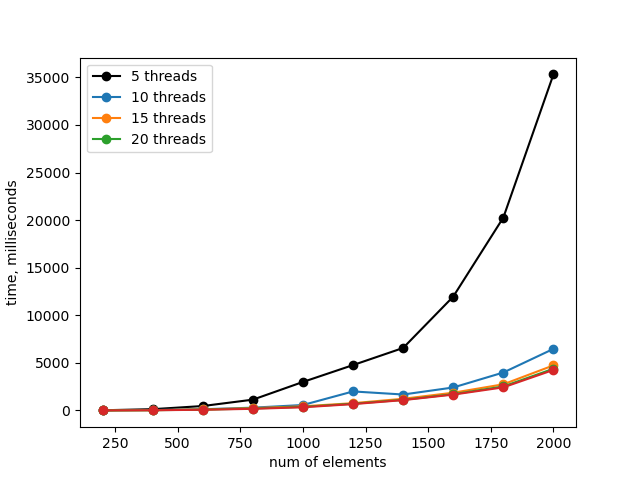 5 threads
10 threads
15 threads
20 threads
35000
30000
25000
20000
15000
10000
5000
0
time, milliseconds
250
500
750
1000
1250
1500
1750
2000
num of elements